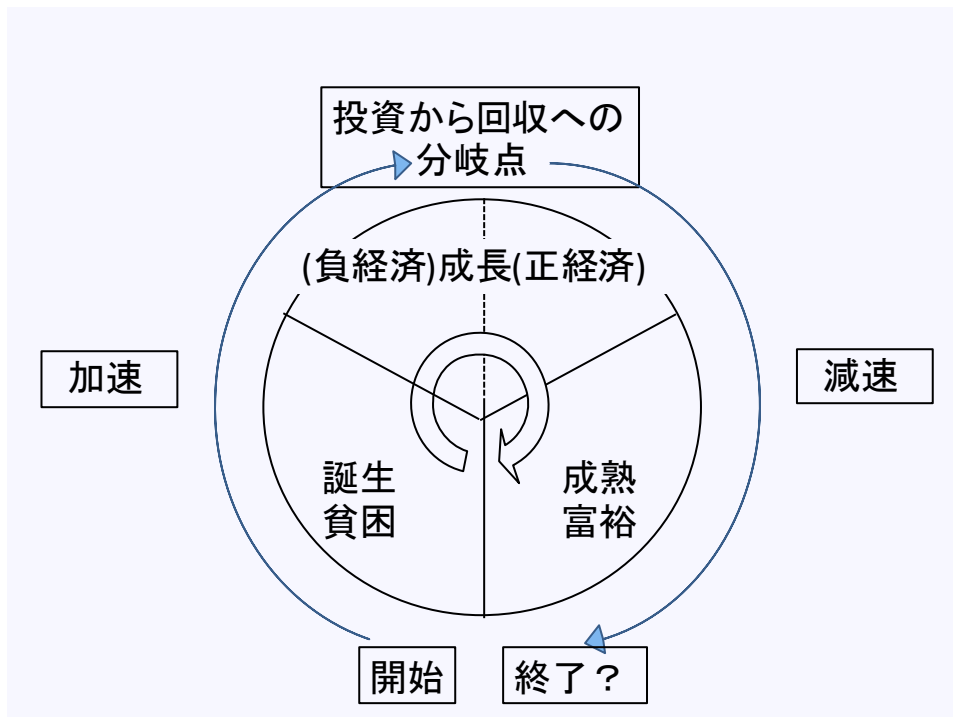 投資から回収への
分岐点
(負経済)成長(正経済)
加速
減速
誕生
貧困
成熟
富裕
開始
終了？